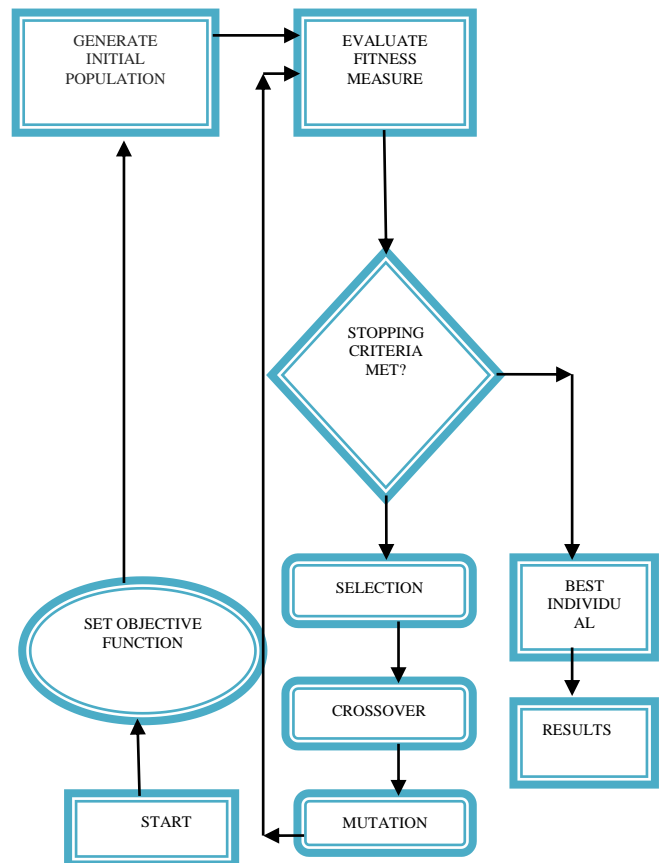 GENERATE
INITIAL
POPULATION
EVALUATE
FITNESS
MEASURE
STOPPING
CRITERIA
MET?
SELECTION
BEST
INDIVIDU
AL
SET OBJECTIVE
FUNCTION
CROSSOVER
RESULTS
START
MUTATION